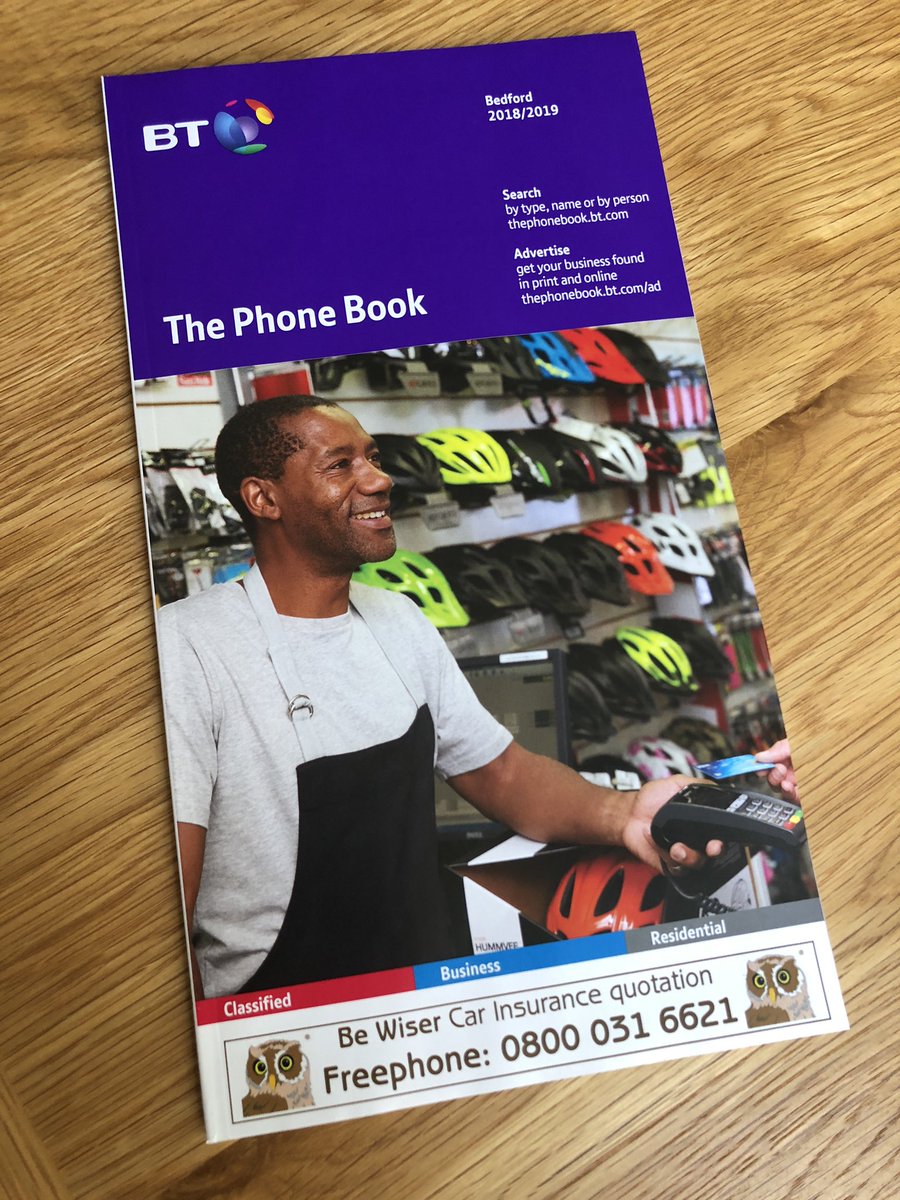 BT
Bedford
2018/2019
Search
by type, name or by person
thephonebook.bt.com
Advertise
get your business found
in print and online
thephonebook.bt.com/ad
The Phone Book
HUMMVEE
Classified
Business
Residential
Be Wiser Car Insurance quotation
Freephone: 0800 031 6621